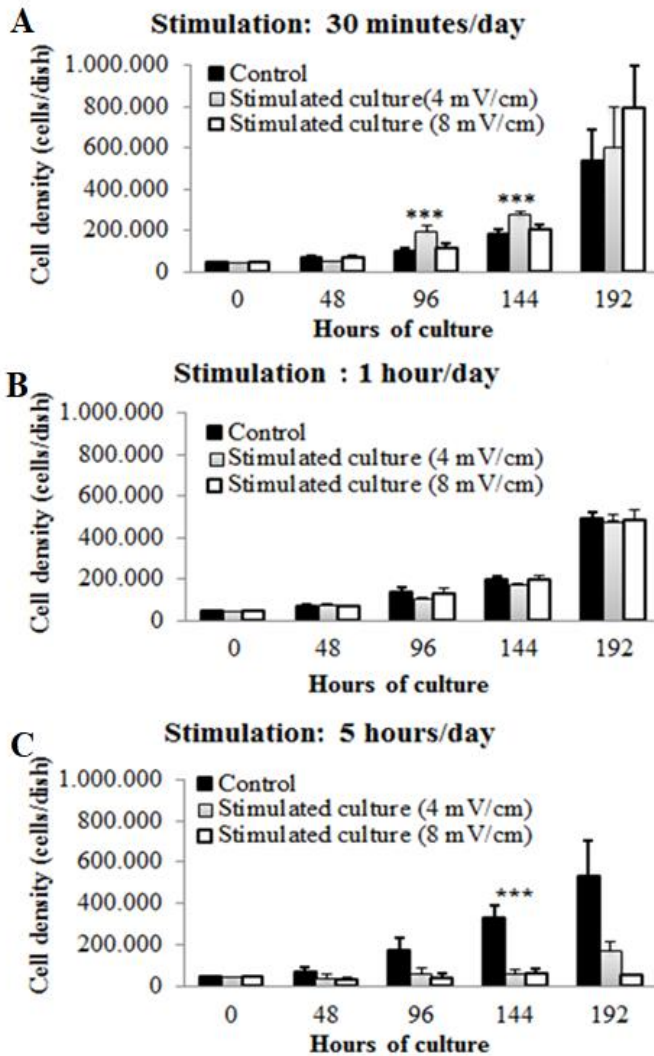 A
Stimulation: 30 minutes/day
Cell density (cells/dish)
1.000.000
800.000
600.000
400.000
200.000
0
Control
Stimulated culture(4 mV/cm)
Stimulated culture (8 mV/cm)
*** ***
0 48 96 144 192
Hours of culture
B
Stimulation : 1 hour/day
Cell density (cells/dish)
1.000.000
800.000
600.000
400.000
200.000
0
Control
Stimulated culture (4 mV/cm)
Stimulated culture (8 mV/cm)
0 48 96 144 192
Hours of culture
C
Stimulation: 5 hours/day
Cell density (cells/dish)
1.000.000
800.000
600.000
400.000
200.000
0
Control
Stimulated culture (4 mV/cm)
Stimulated culture (8 mV/cm)
***
0 48 96 144 192
Hours of culture